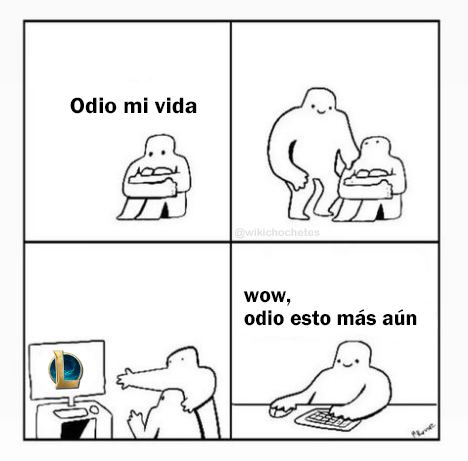 Odio mi vida
@wikichochetes
L
wow,
odio esto más aún